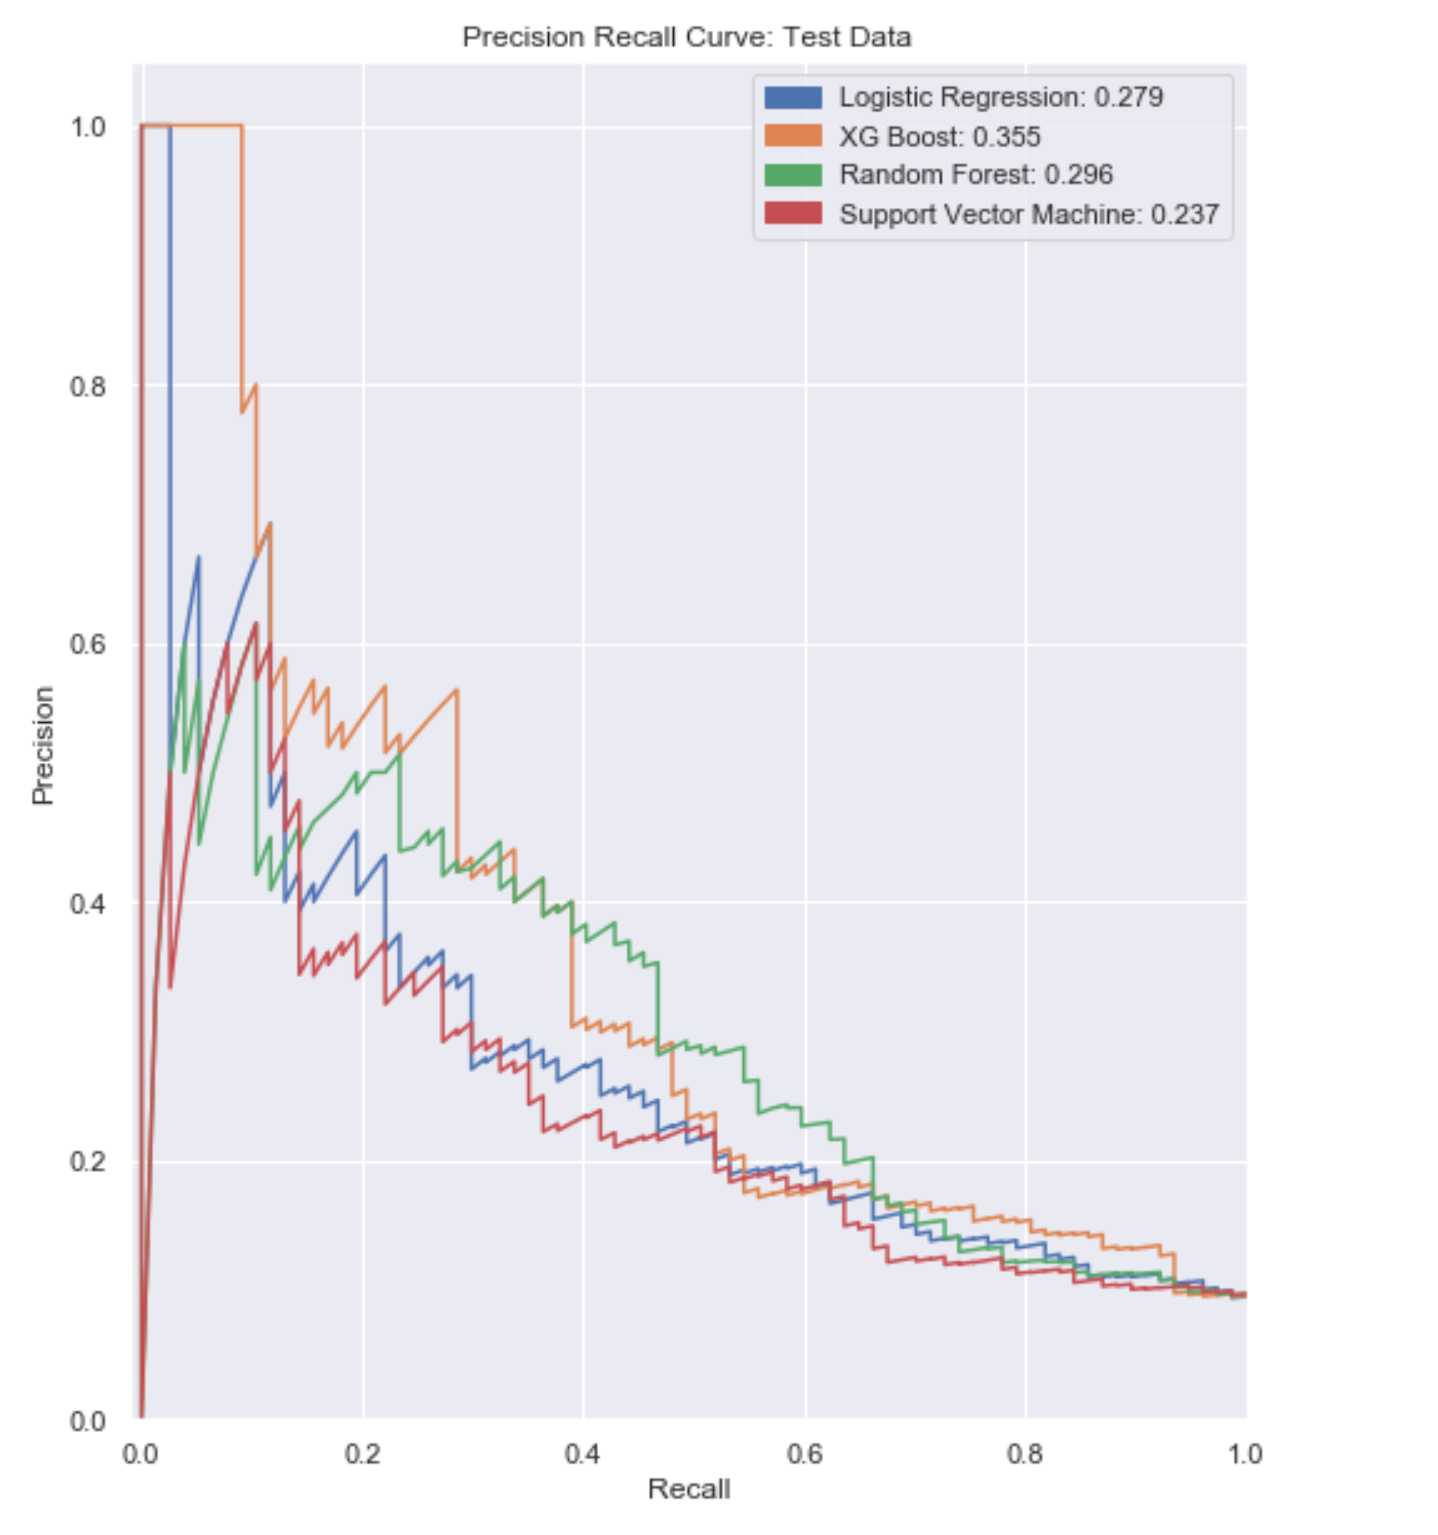 Precision Recall Curve: Test Data
Logistic Regression: 0.279
XG Boost: 0.355
Random Forest: 0.296
Support Vector Machine: 0.237
1.0
0.8
0.6
0.4
0.2
0.0
Precision
0.0 0.2 0.4 0.6 0.8 1.0
Recall